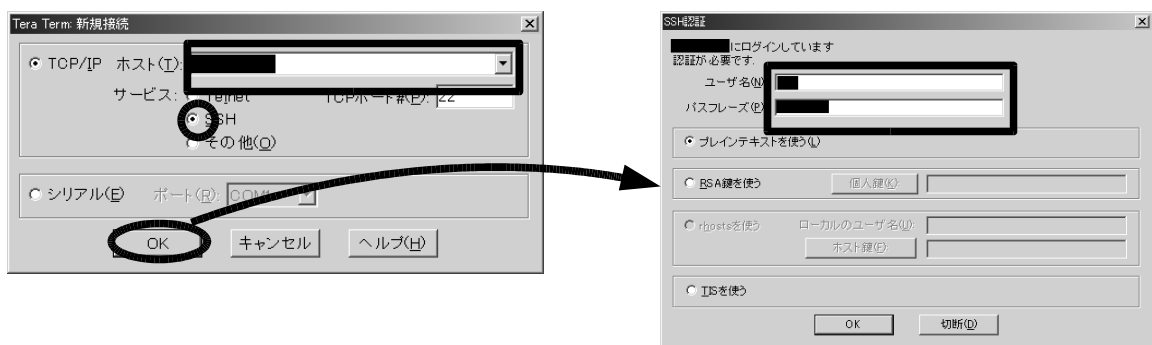 Tera Term: 新規接続
TCP/IP ホスト(T):
サービス: Telnet TCPポート#(P): 22
SSH
その他(O)
シリアル(E) ポート(R): COM1
OK キャンセル ヘルプ(H)
SSH認証
にログインしています
認証が必要です.
ユーザ名(N)
パスフレーズ(P)
プレインテキストを使う(L)
RSA鍵を使う 個人鍵(K):
rhostsを使う ローカルのユーザ名(U):
ホスト鍵(F):
TISを使う
OK 切断(D)